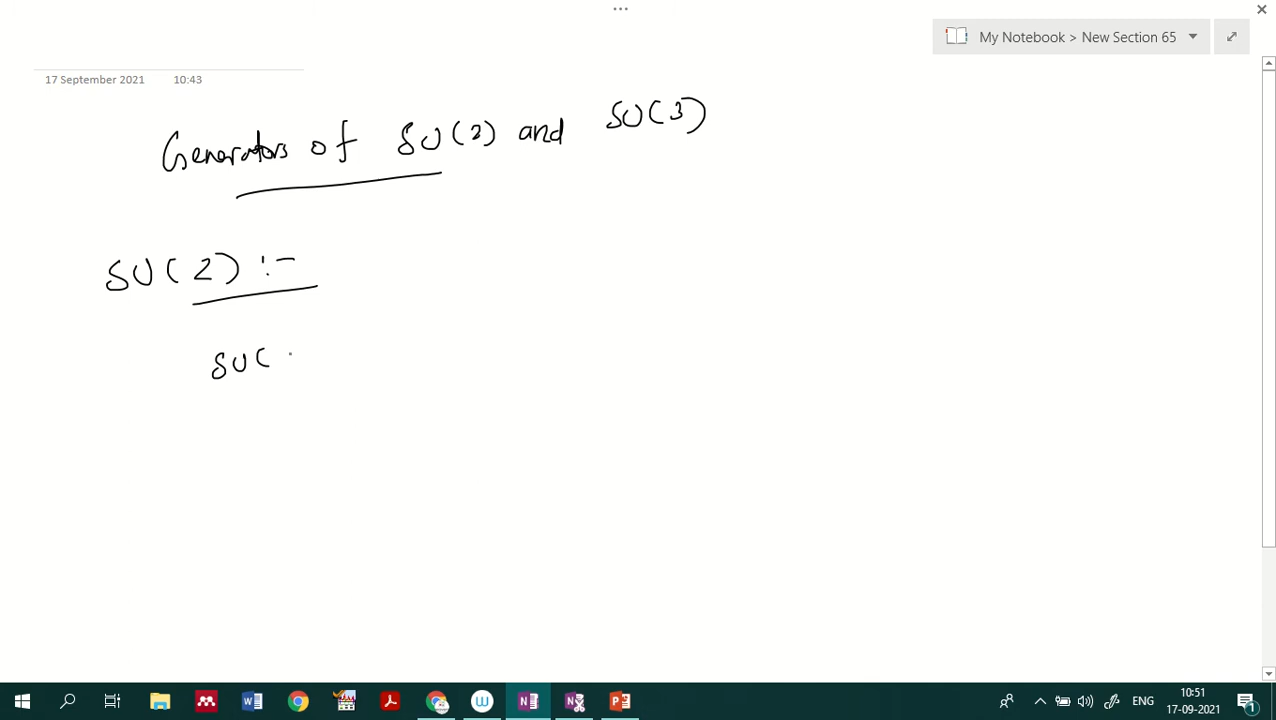 My Notebook > New Section 65
17 September 2021 10:43
Generators of SU(2) and SU(3)
SU(2) :-
SU(
ENG
10:51
17-09-2021
1